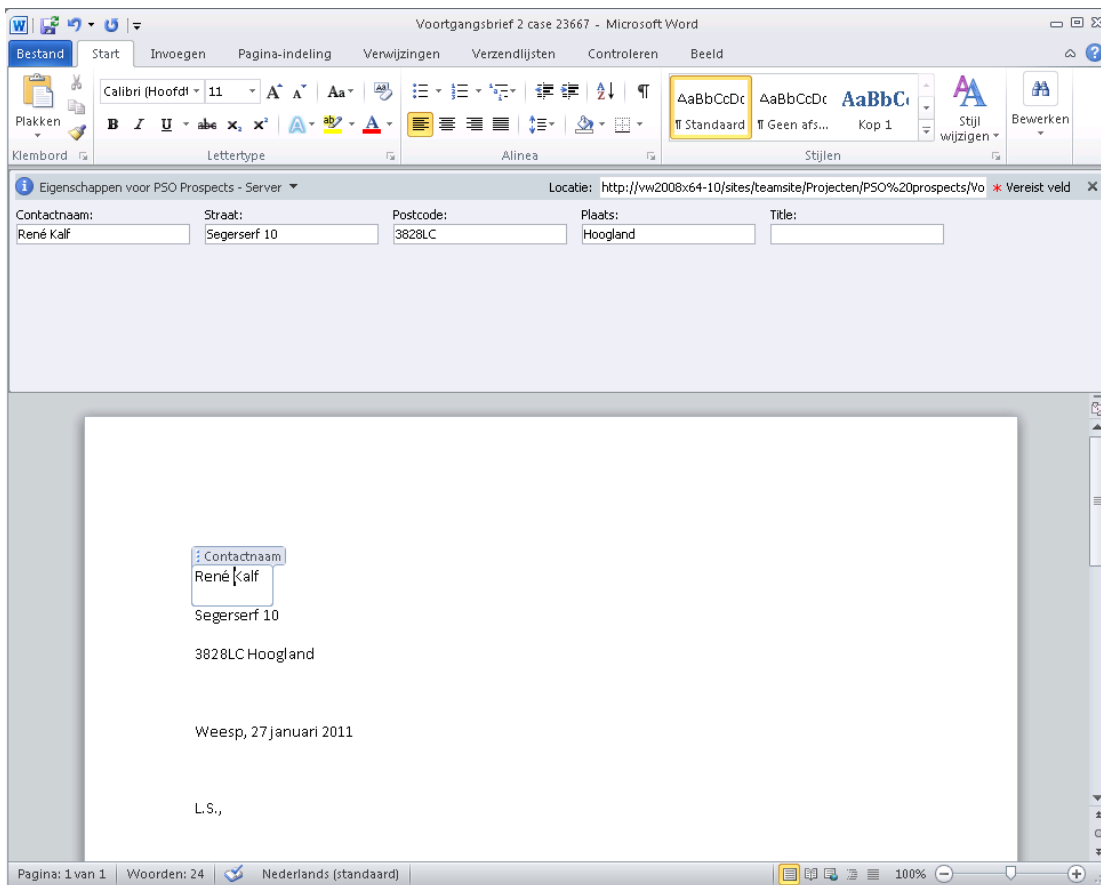 Voortgangsbrief 2 case 23667 - Microsoft Word
Bestand Start Invoegen Pagina-indeling Verwijzingen Verzendlijsten Controleren Beeld
Plakken
Calibri (Hoofdt 11
AaBbCcDc AaBbCcDc AaBbC
¶ Standaard ¶ Geen afs... Kop 1
Stijl wijzigen
Bewerken
Klembord Lettertype Alinea Stijlen
Eigenschappen voor PSO Prospects - Server
Locatie: http://vw2008x64-10/sites/teamsite/Projecten/PSO%20prospects/Vo * Vereist veld
Contactnaam: Straat: Postcode: Plaats: Title:
René Kalf Segerserf 10 3828LC Hoogland
Contactnaam
René Kalf
Segerserf 10
3828LC Hoogland
Weesp, 27 januari 2011
L.S.,
Pagina: 1 van 1 Woorden: 24 Nederlands (standaard) 100%